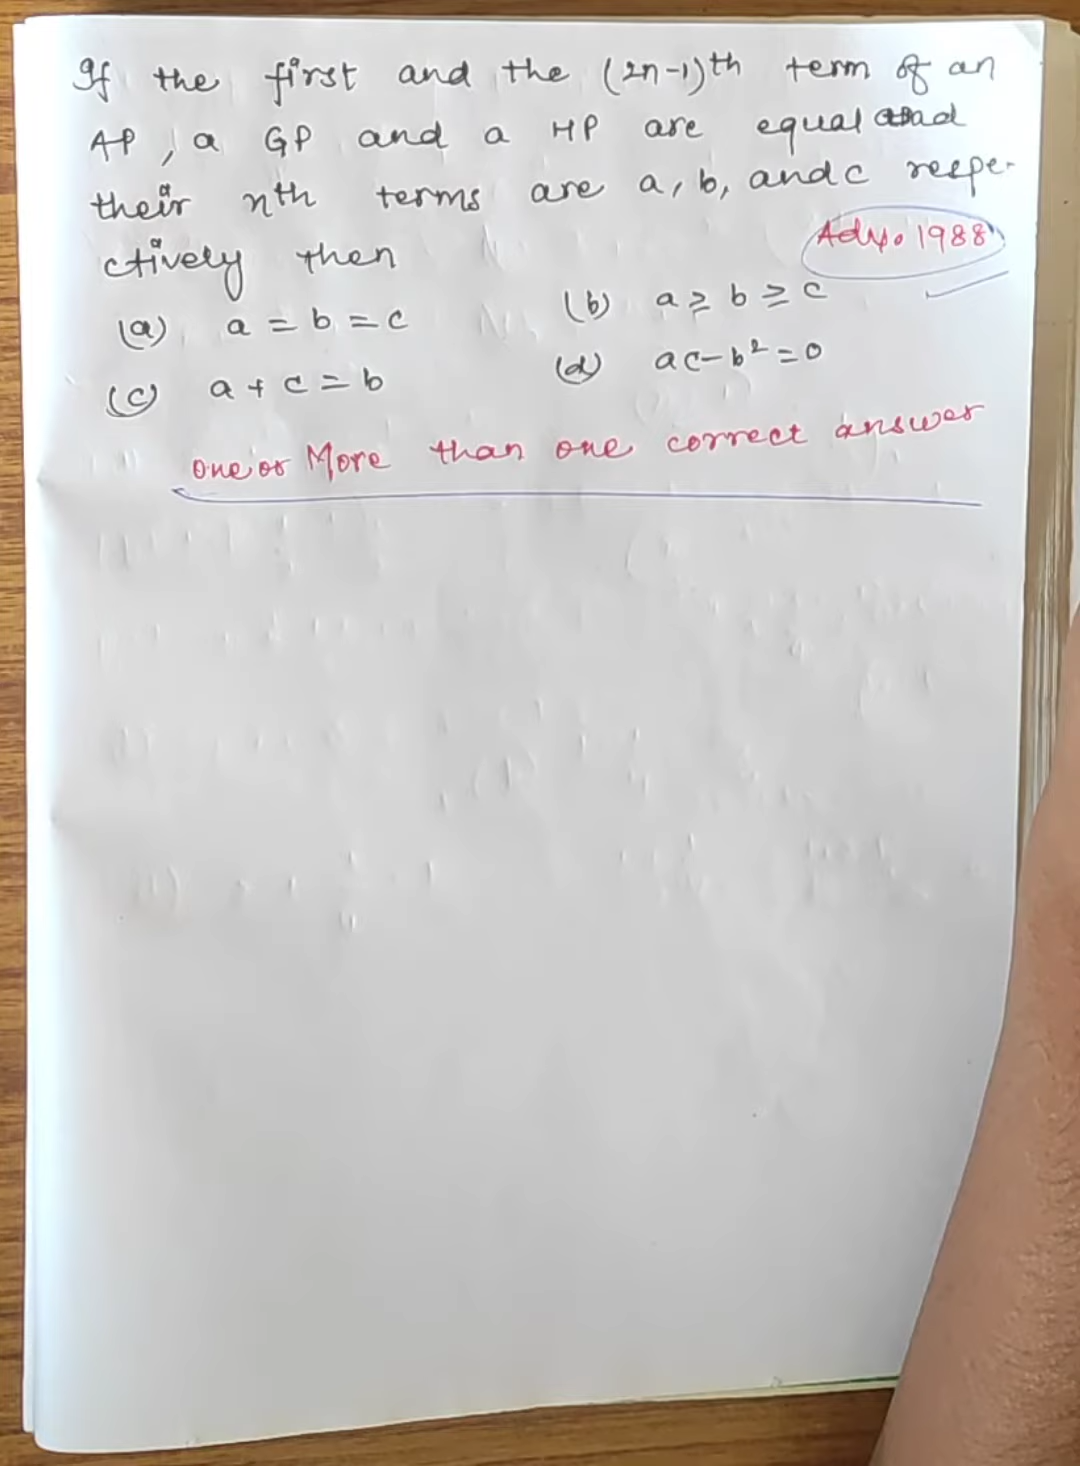 If the first and the (2n-1)th term of an
AP, a GP and a HP are equal and
their nth terms are a, b, and c respe-
ctively then
Adv. 1988
(a) a = b = c (b) a ≥ b ≥ c
(c) a + c = b (d) ac - b² = 0
one or More than one correct answer